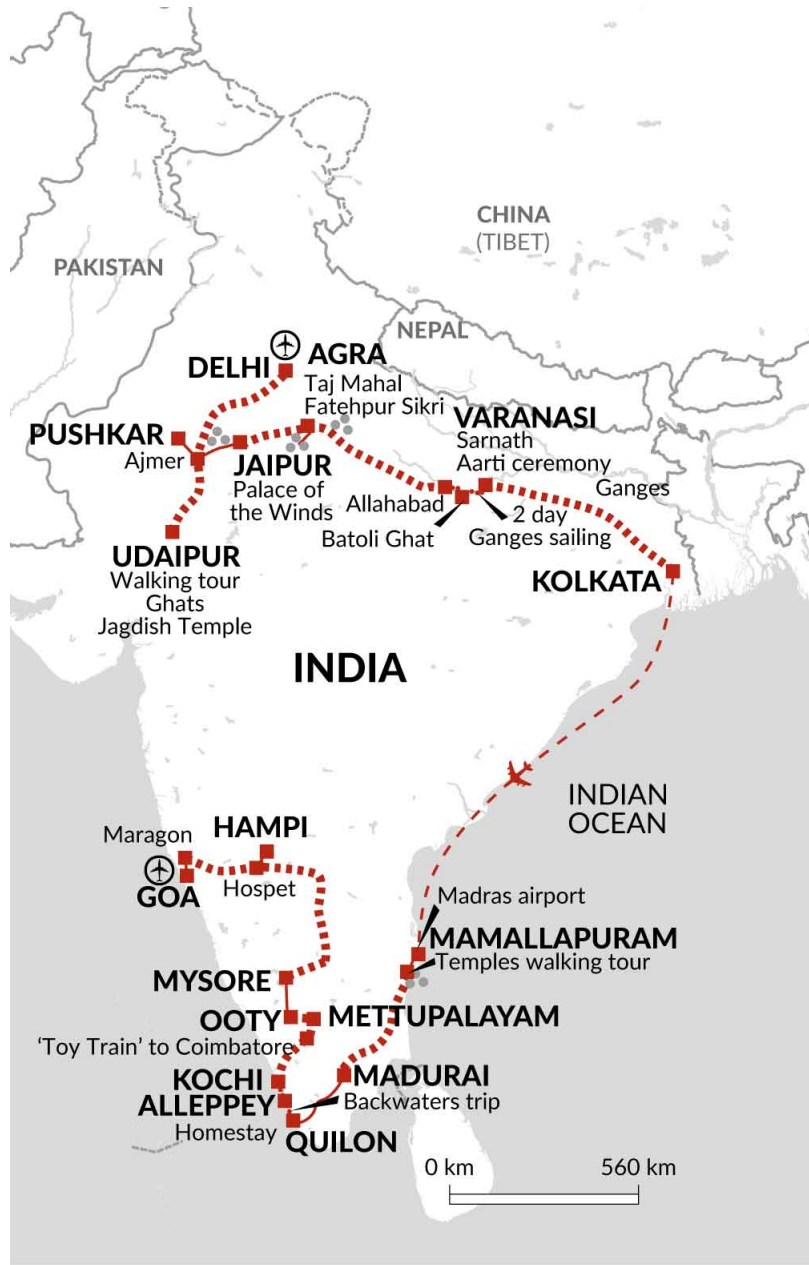 CHINA
(TIBET)
PAKISTAN
NEPAL
DELHI
AGRA
Taj Mahal
Fatehpur Sikri
PUSHKAR
Ajmer
JAIPUR
Palace of
the Winds
VARANASI
Sarnath
Aarti ceremony
Ganges
Allahabad
Batoli Ghat
2 day
Ganges sailing
UDAIPUR
Walking tour
Ghats
Jagdish Temple
KOLKATA
INDIA
INDIAN
OCEAN
Maragon
HAMPI
GOA
Hospet
Madras airport
MAMALLAPURAM
Temples walking tour
MYSORE
OOTY
METTUPALAYAM
‘Toy Train’ to Coimbatore
KOCHI
MADURAI
ALLEPPEY
Backwaters trip
Homestay
QUILON
0 km
560 km